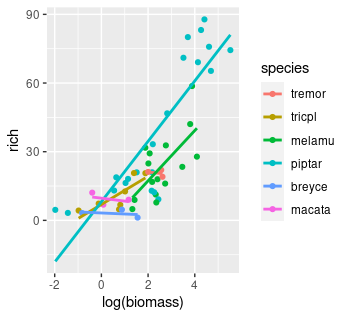 90
60
30
0
-2
0
2
4
rich
log(biomass)
species
tremor
tricpl
melamu
piptar
breyce
macata